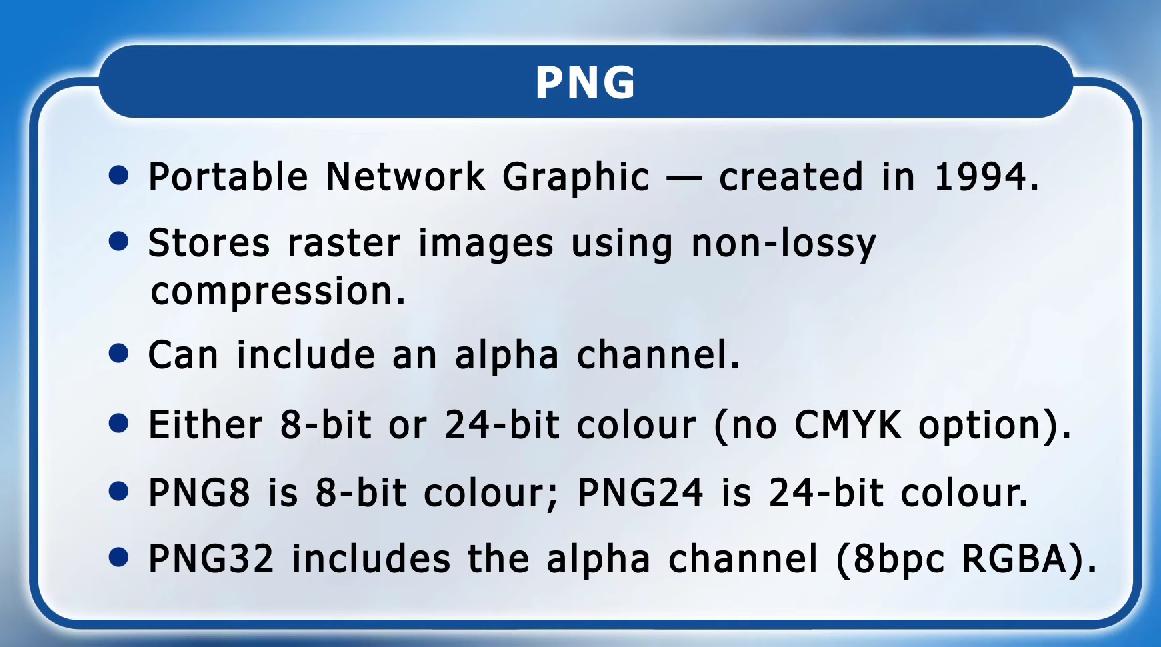 PNG
• Portable Network Graphic — created in 1994.
• Stores raster images using non-lossy
compression.
• Can include an alpha channel.
• Either 8-bit or 24-bit colour (no CMYK option).
• PNG8 is 8-bit colour; PNG24 is 24-bit colour.
• PNG32 includes the alpha channel (8bpc RGBA).